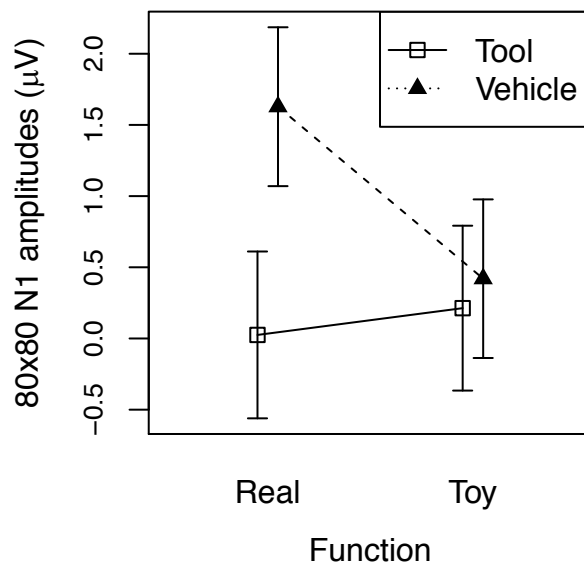 80x80 N1 amplitudes (μV)
2.0
1.5
1.0
0.5
0.0
−0.5
Tool
Vehicle
Real Toy
Function